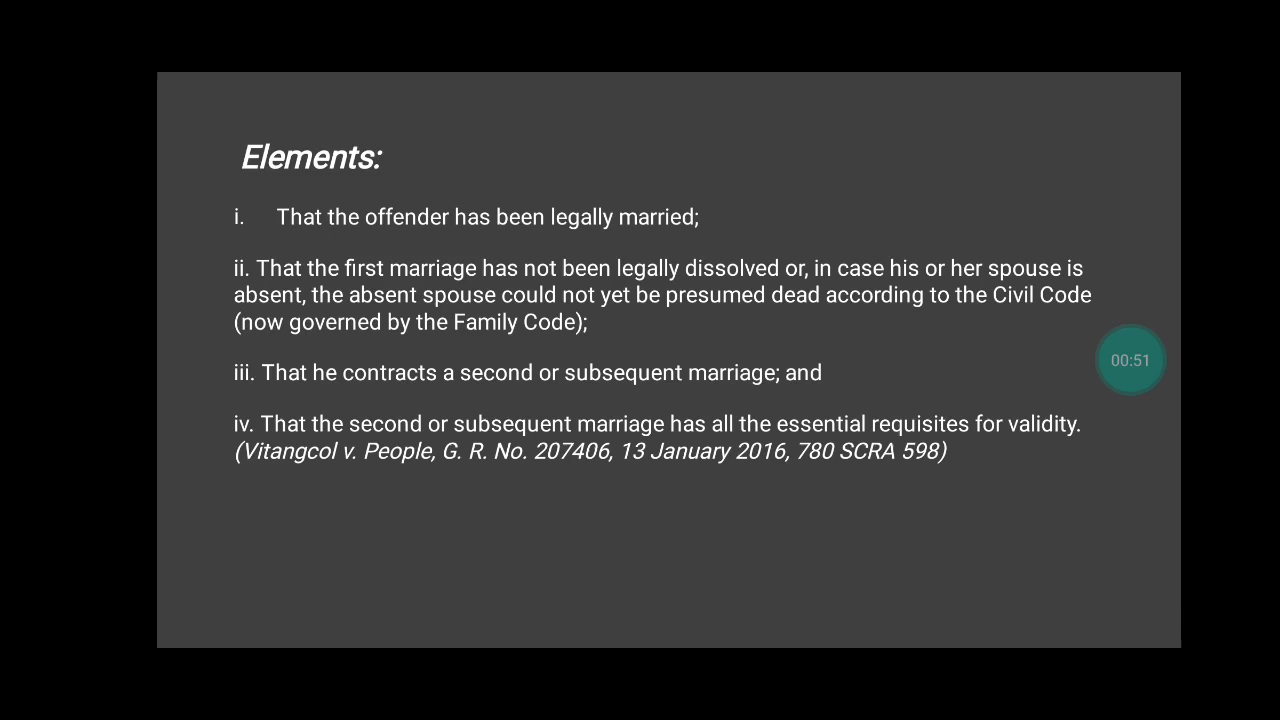 Elements:
i. That the offender has been legally married;
ii. That the first marriage has not been legally dissolved or, in case his or her spouse is
absent, the absent spouse could not yet be presumed dead according to the Civil Code
(now governed by the Family Code);
iii. That he contracts a second or subsequent marriage; and
iv. That the second or subsequent marriage has all the essential requisites for validity.
(Vitangcol v. People, G. R. No. 207406, 13 January 2016, 780 SCRA 598)
00:51